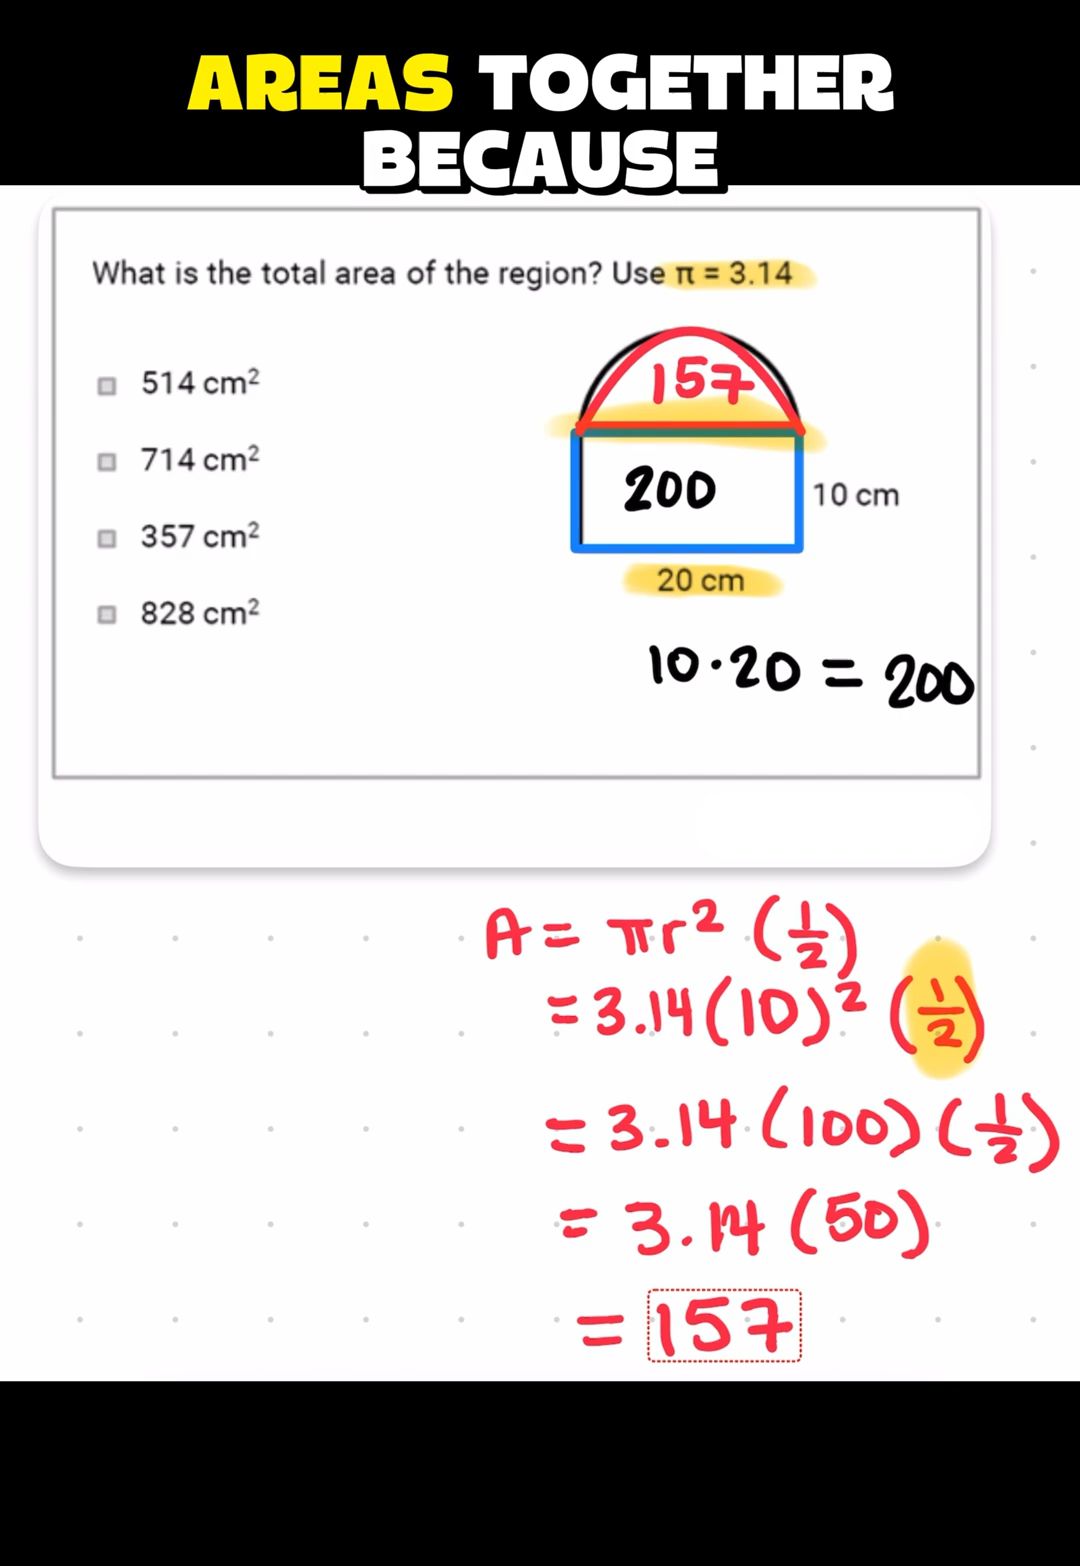 AREAS TOGETHER
BECAUSE
What is the total area of the region? Use π = 3.14
514 cm²
714 cm²
357 cm²
828 cm²
157
200
10 cm
20 cm
10·20 = 200
A = πr² (1/2)
= 3.14(10)² (1/2)
= 3.14(100)(1/2)
= 3.14(50)
= 157